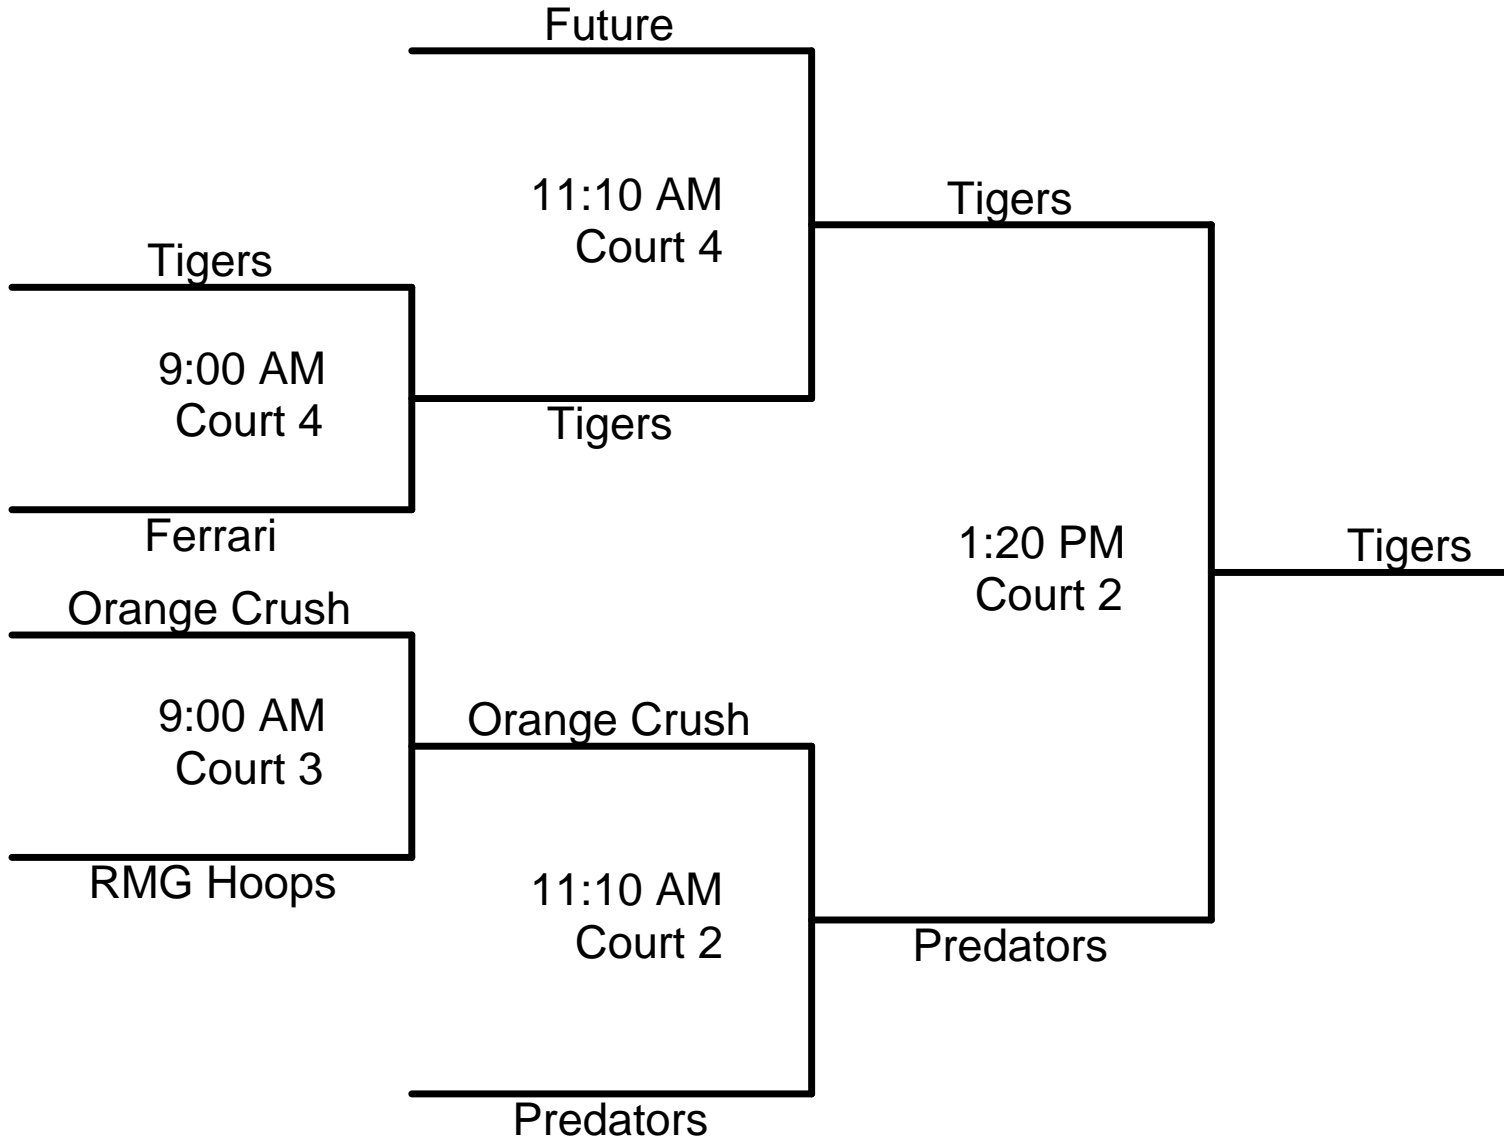 Future
11:10 AM
Court 4
Tigers
Tigers
9:00 AM
Court 4
Tigers
Ferrari
1:20 PM
Court 2
Tigers
Orange Crush
9:00 AM
Court 3
Orange Crush
RMG Hoops
11:10 AM
Court 2
Predators
Predators